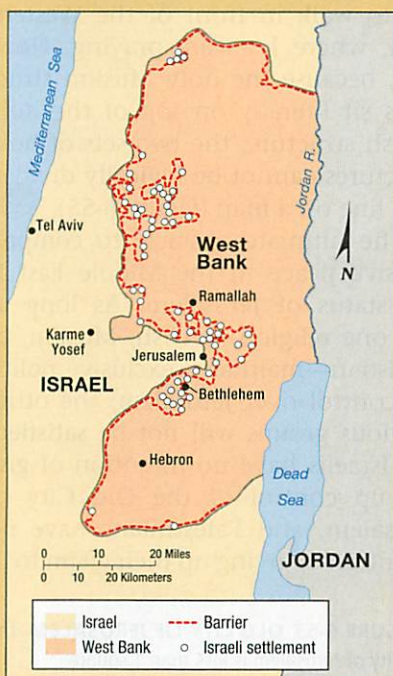 Mediterranean Sea
Jordan R.
Tel Aviv
West
Bank
N
Ramallah
Karme
Yosef
Jerusalem
ISRAEL
Bethlehem
Hebron
Dead
Sea
0 10 20 Miles
0 10 20 Kilometers
JORDAN
Israel
Barrier
West Bank
Israeli settlement